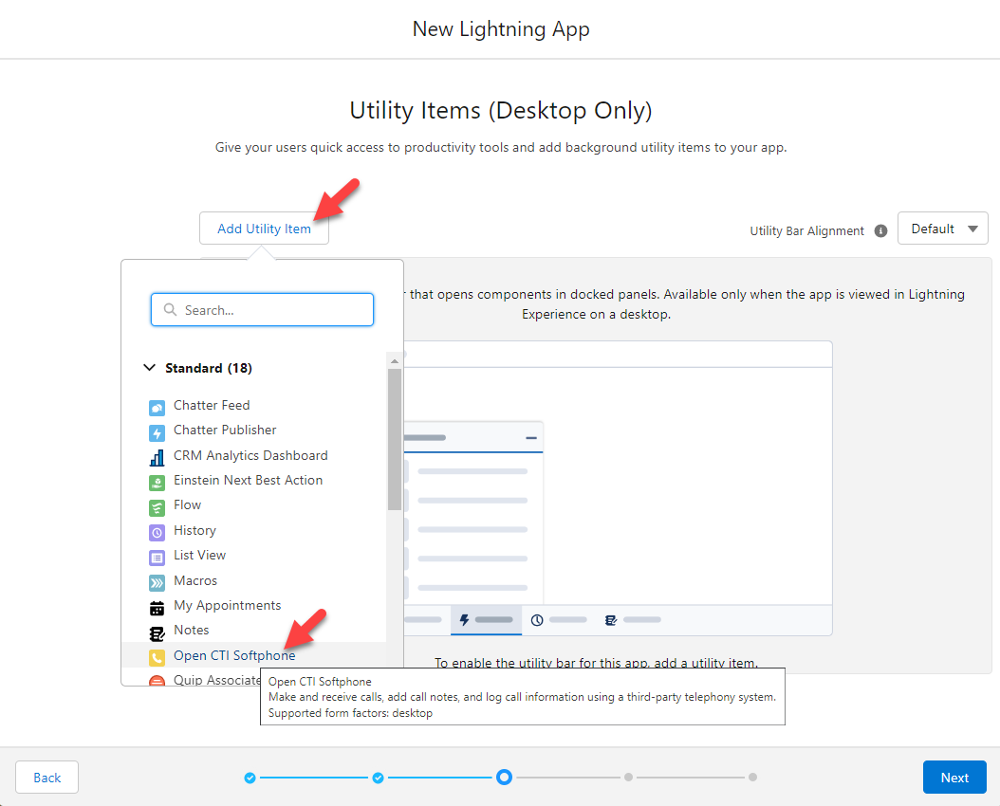 New Lightning App
Utility Items (Desktop Only)
Give your users quick access to productivity tools and add background utility items to your app.
Add Utility Item
Utility Bar Alignment
Default
that opens components in docked panels. Available only when the app is viewed in Lightning
Experience on a desktop.
Search...
Standard (18)
Chatter Feed
Chatter Publisher
CRM Analytics Dashboard
Einstein Next Best Action
Flow
History
List View
Macros
My Appointments
Notes
Open CTI Softphone
Quip Associate
To enable the utility bar for this app, add a utility item.
Open CTI Softphone
Make and receive calls, add call notes, and log call information using a third-party telephony system.
Supported form factors: desktop
Back
Next